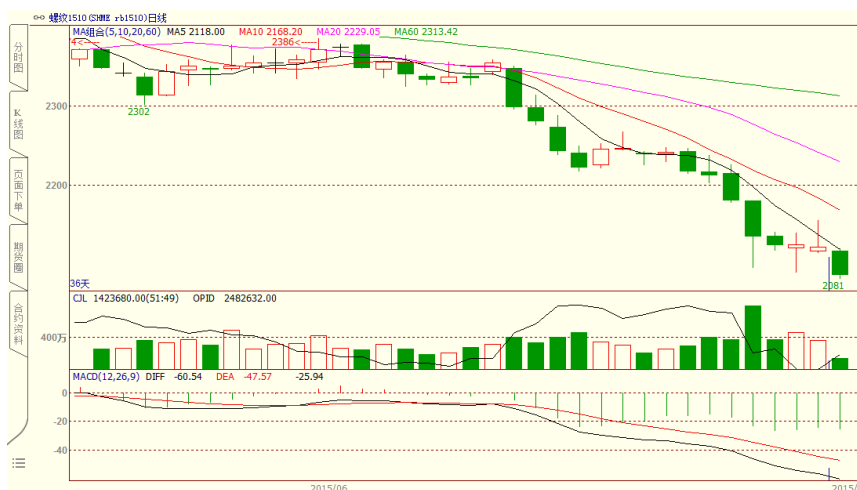 螺纹1510(SHME rb1510)日线
MA组合(5,10,20,60) MA5 2118.00 MA10 2168.20 MA20 2229.05 MA60 2313.42
4<---- 2386<----
分时图
2300
2302
K线图
页面下单
2200
期货圈
36天
2081
CJL 1423680.00(51:49) OPID 2482632.00
合约资料
400万
MACD(12,26,9) DIFF -60.54 DEA -47.57 -25.94
0
-20
-40
2015/06 2015/